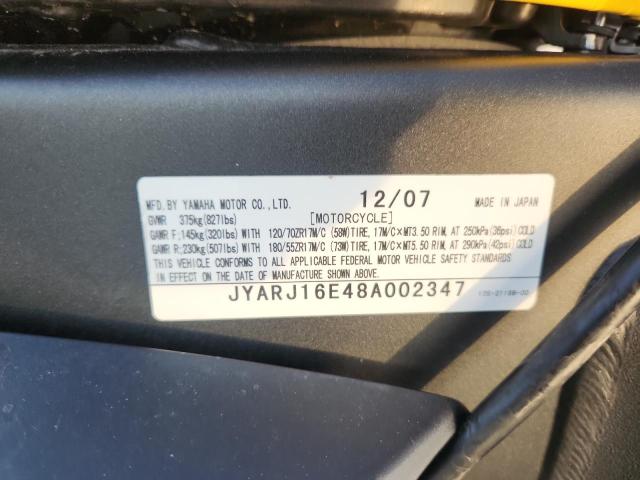 MFD.BY YAMAHA MOTOR CO.,LTD. 12/07 MADE IN JAPAN
GVWR 375kg(827lbs) [MOTORCYCLE]
GAWR F:145kg(320lbs)WITH 120/70ZR17M/C (58W)TIRE, 17M/C×MT3.50 RIM, AT 250kPa(36psi)COLD
GAWR R:230kg(507lbs)WITH 180/55ZR17M/C (73W)TIRE, 17M/C×MT5.50 RIM, AT 290kPa(42psi)COLD
THIS VEHICLE CONFORMS TO ALL APPLICABLE FEDERAL MOTOR VEHICLE SAFETY STANDARDS
IN EFFECT ON THE DATE OF MANUFACTURE SHOWN ABOVE.
JYARJ16E48A002347